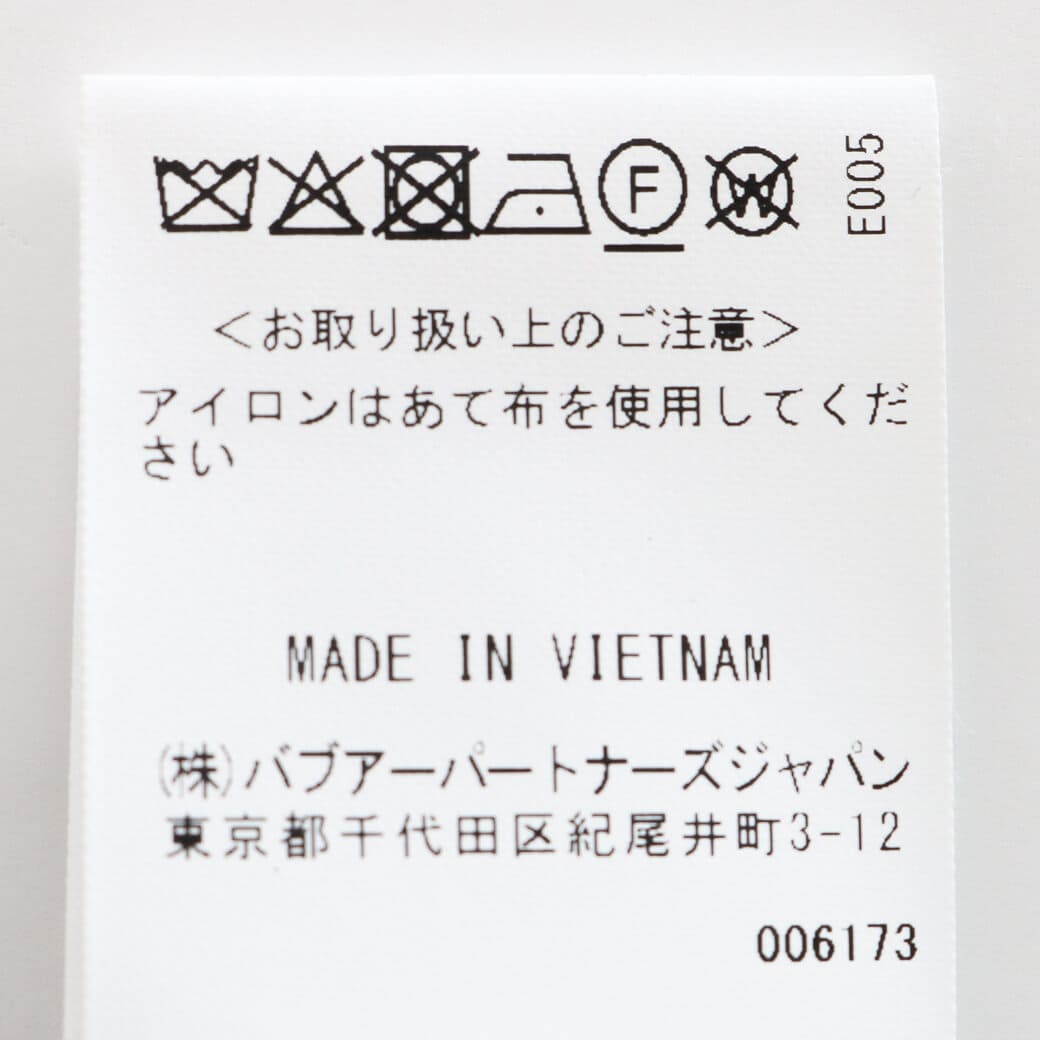 F W E005
<お取り扱い上のご注意>
アイロンはあて布を使用してくだ
さい
MADE IN VIETNAM
(株)バブアーパートナーズジャパン
東京都千代田区紀尾井町3-12
006173